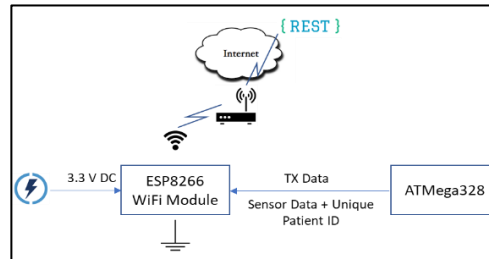 { REST }
Internet
3.3 V DC
ESP8266
WiFi Module
TX Data
Sensor Data + Unique
Patient ID
ATMega328